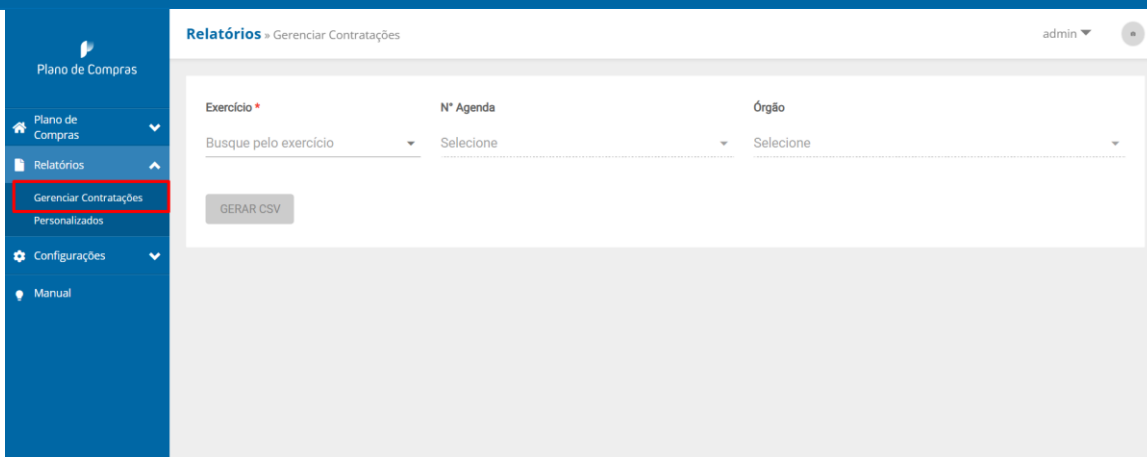 Plano de Compras
Plano de
Compras
Relatórios
Gerenciar Contratações
Personalizados
Configurações
Manual
Relatórios » Gerenciar Contratações
admin
Exercício *
N° Agenda
Órgão
Busque pelo exercício
Selecione
Selecione
GERAR CSV